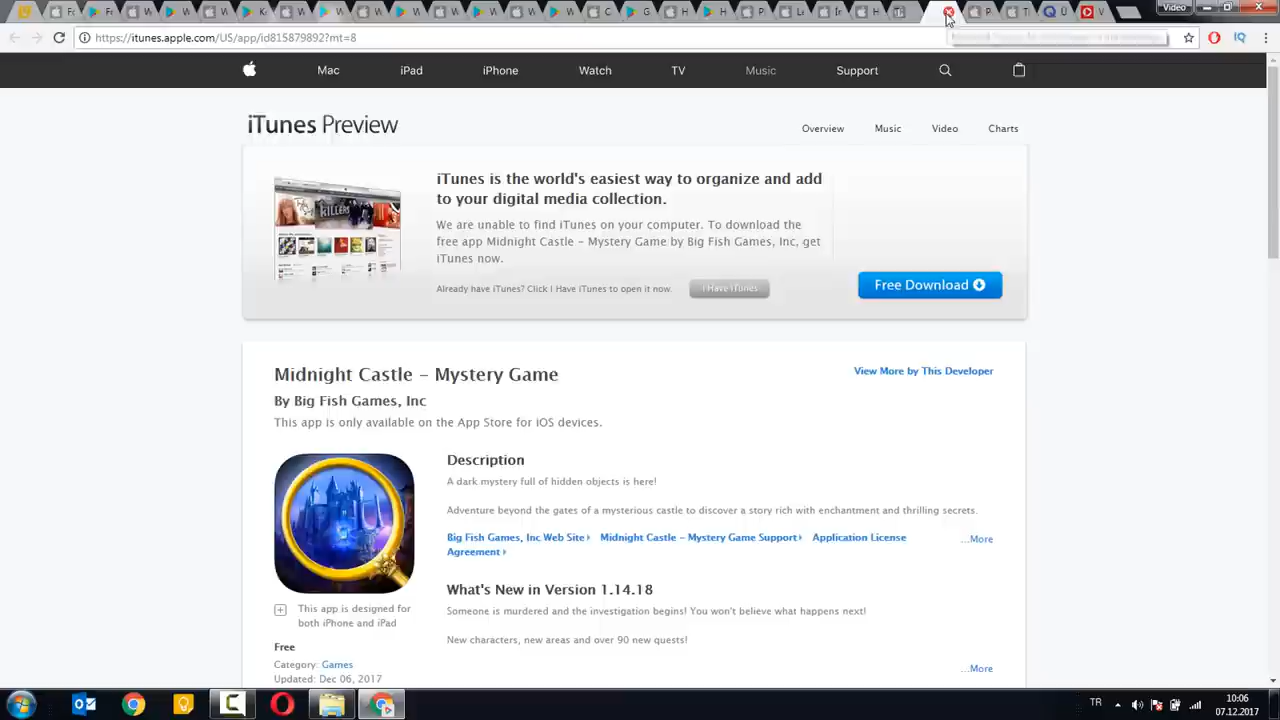 Video
https://itunes.apple.com/US/app/id815879892?mt=8
Mac iPad iPhone Watch TV Music Support
iTunes Preview
Overview Music Video Charts
iTunes is the world's easiest way to organize and add
to your digital media collection.
We are unable to find iTunes on your computer. To download the
free app Midnight Castle – Mystery Game by Big Fish Games, Inc, get
iTunes now.
Already have iTunes? Click I Have iTunes to open it now.
I Have iTunes
Free Download
Midnight Castle – Mystery Game
View More by This Developer
By Big Fish Games, Inc
This app is only available on the App Store for iOS devices.
Description
A dark mystery full of hidden objects is here!
Adventure beyond the gates of a mysterious castle to discover a story rich with enchantment and thrilling secrets.
Big Fish Games, Inc Web Site Midnight Castle – Mystery Game Support Application License
Agreement
...More
What's New in Version 1.14.18
Someone is murdered and the investigation begins! You won't believe what happens next!
New characters, new areas and over 90 new quests!
...More
This app is designed for
both iPhone and iPad
Free
Category: Games
Updated: Dec 06, 2017
TR
10:06
07.12.2017